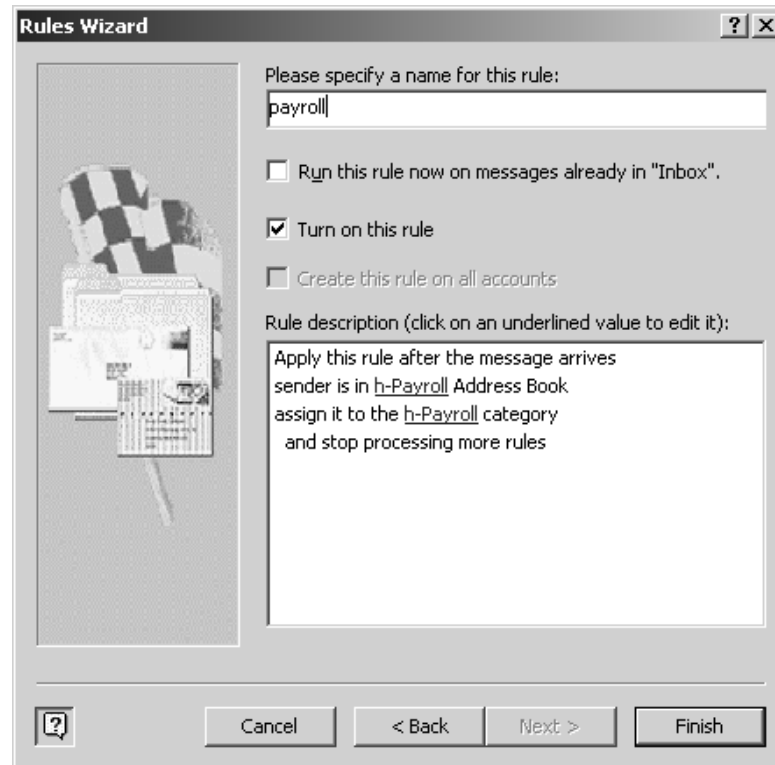 Rules Wizard
? X
Please specify a name for this rule:
payroll
Run this rule now on messages already in "Inbox".
Turn on this rule
Create this rule on all accounts
Rule description (click on an underlined value to edit it):
Apply this rule after the message arrives
sender is in h-Payroll Address Book
assign it to the h-Payroll category
and stop processing more rules
?
Cancel
< Back
Next >
Finish